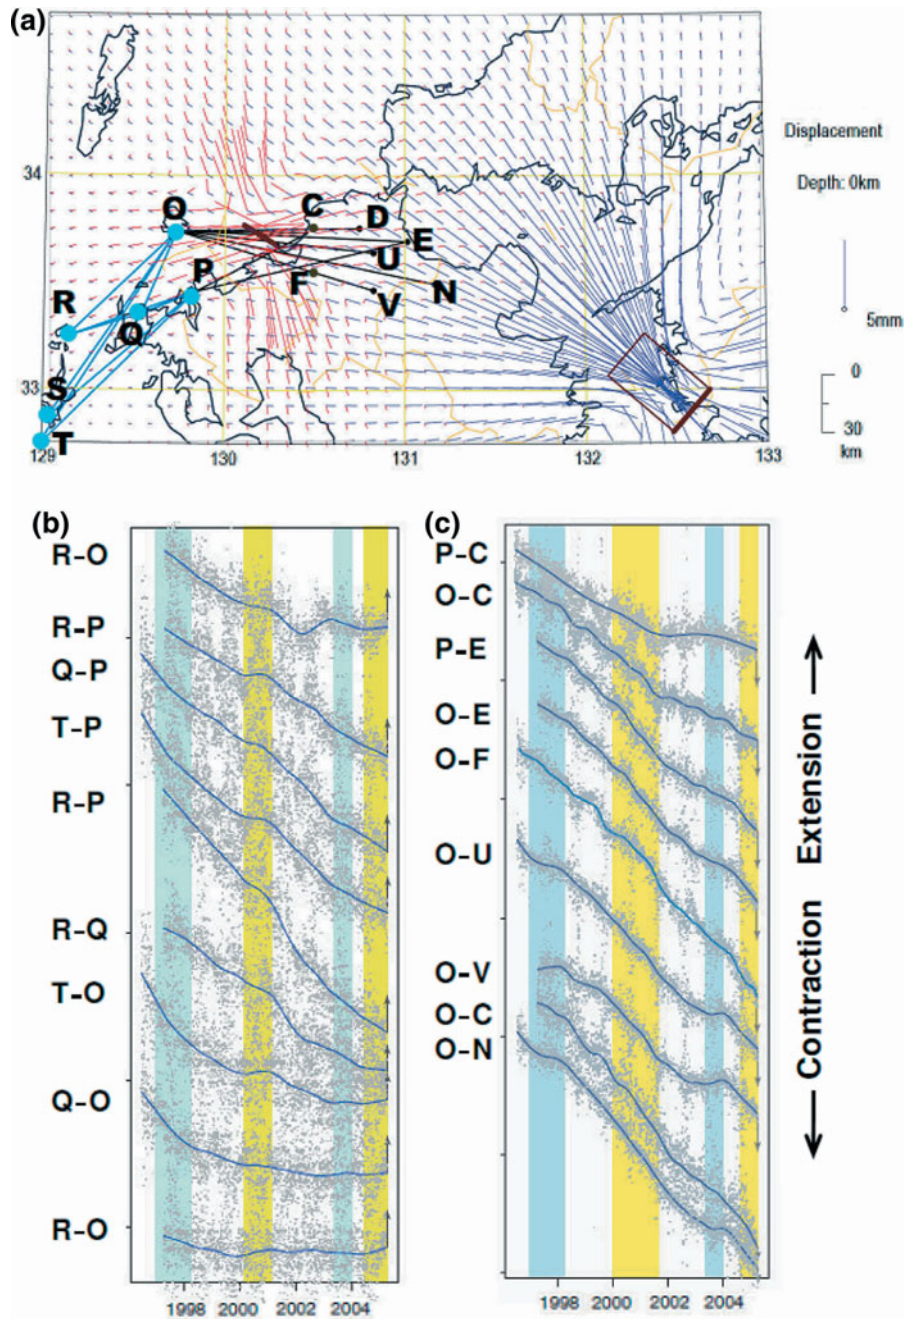 (a)
34
33
O
C
D
E
U
P
F
V
N
R
Q
S
T
129
130
131
132
133
Displacement
Depth: 0km
5mm
0
30
km
(b)
R-O
R-P
Q-P
T-P
R-P
R-Q
T-O
Q-O
R-O
1998
2000
2002
2004
(c)
P-C
O-C
P-E
O-E
O-F
O-U
O-V
O-C
O-N
1998
2000
2002
2004
← Contraction Extension →